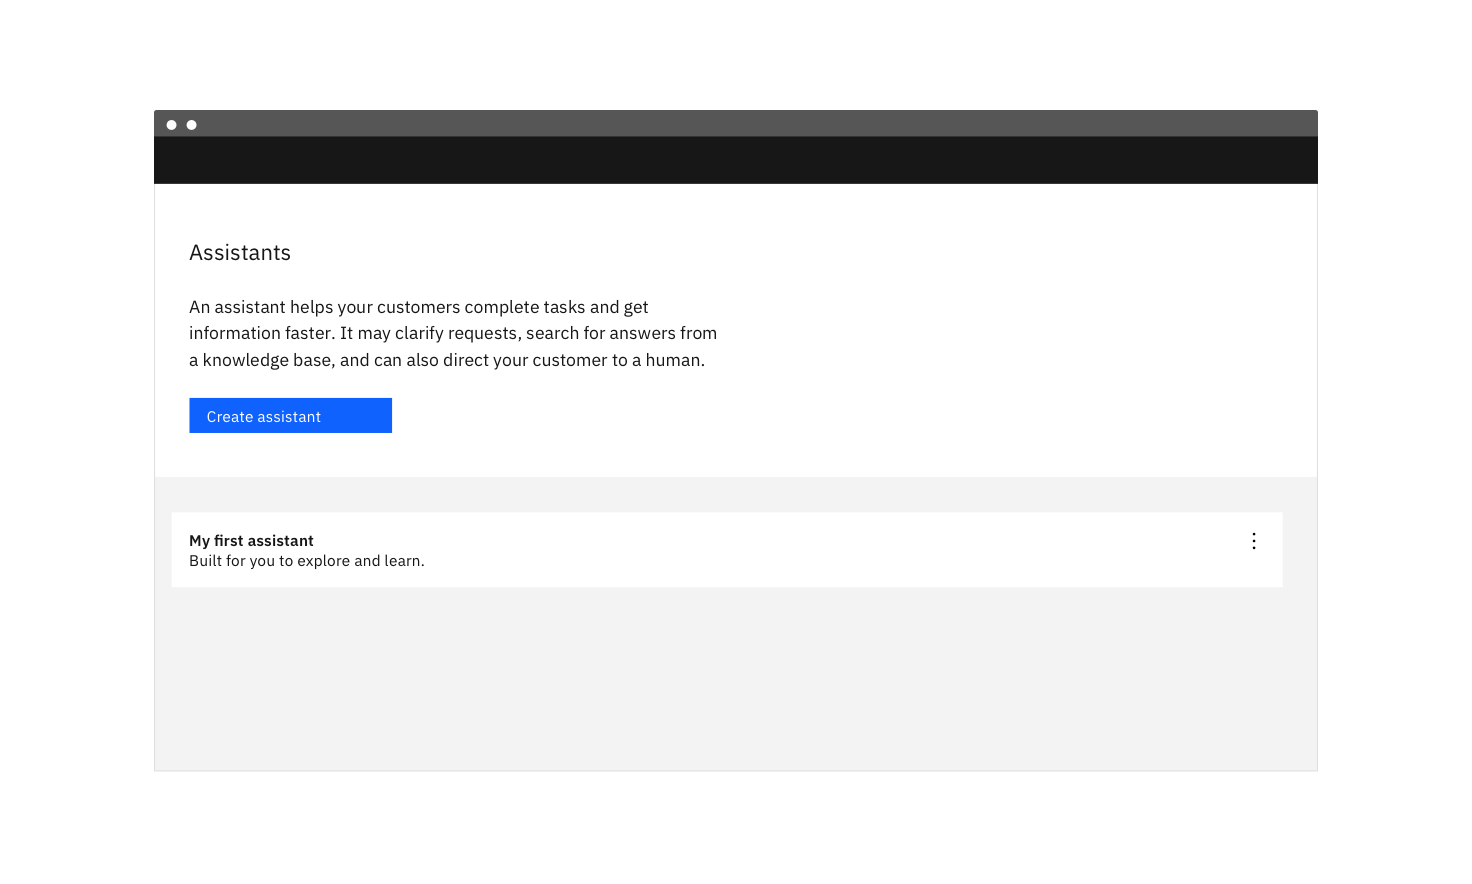 Assistants
An assistant helps your customers complete tasks and get
information faster. It may clarify requests, search for answers from
a knowledge base, and can also direct your customer to a human.
Create assistant
My first assistant
Built for you to explore and learn.